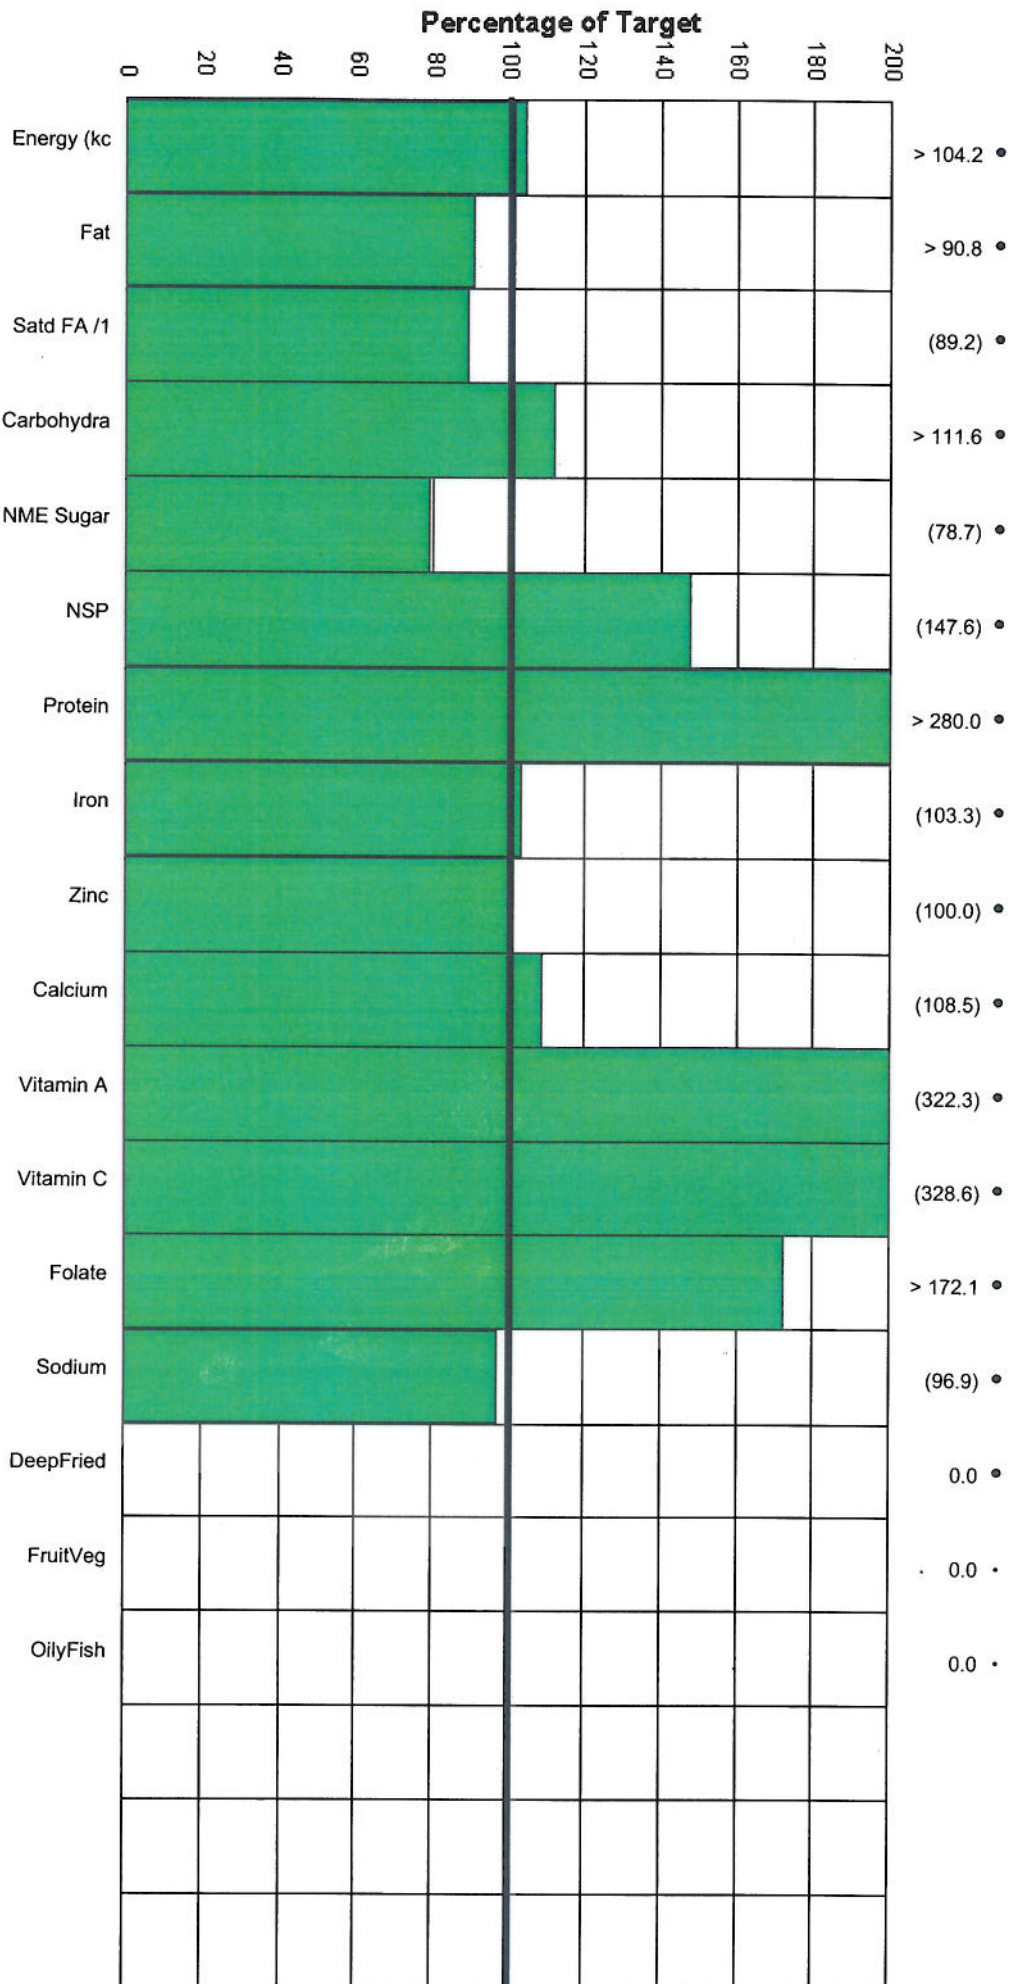 Percentage of Target
0 20 40 60 80 100 120 140 160 180 200
Energy (kc > 104.2
Fat > 90.8
Satd FA /1 (89.2)
Carbohydra > 111.6
NME Sugar (78.7)
NSP (147.6)
Protein > 280.0
Iron (103.3)
Zinc (100.0)
Calcium (108.5)
Vitamin A (322.3)
Vitamin C (328.6)
Folate > 172.1
Sodium (96.9)
DeepFried 0.0
FruitVeg 0.0
OilyFish 0.0